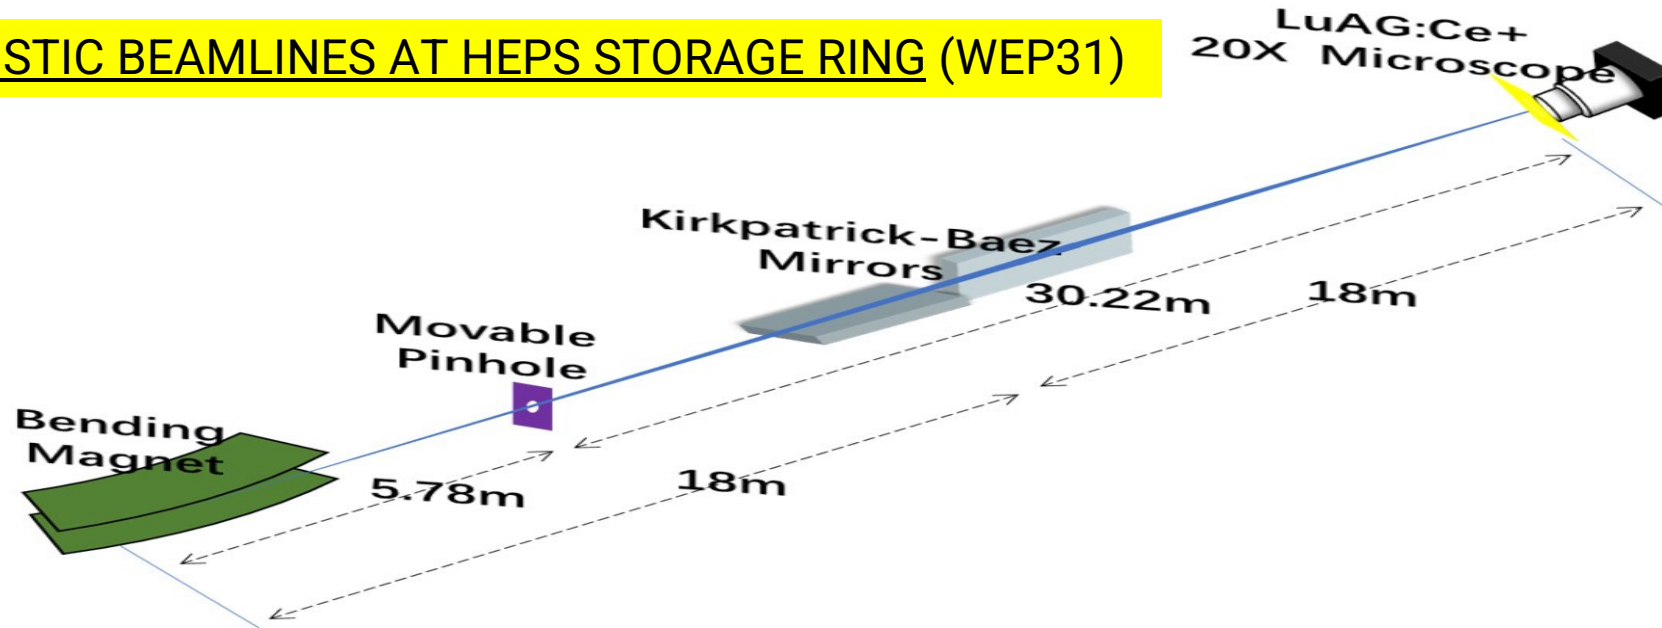 STIC BEAMLINES AT HEPS STORAGE RING (WEP31)
LuAG:Ce+
20X Microscope
Kirkpatrick-Baez
Mirrors
30.22m
18m
Movable
Pinhole
Bending
Magnet
5.78m
18m